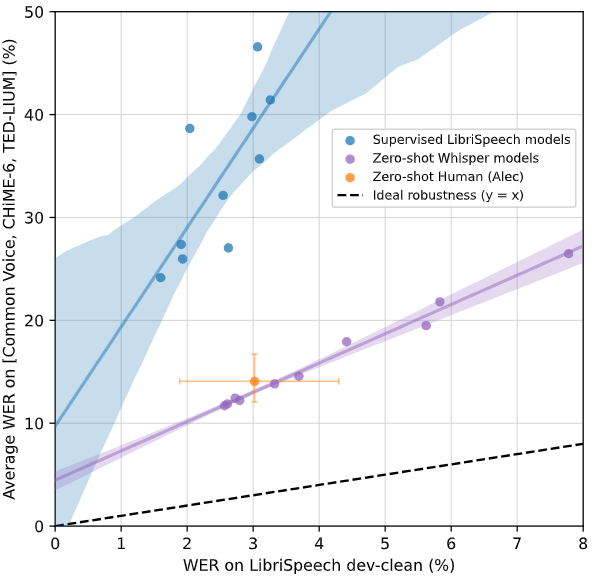 50
40
30
20
10
0
Average WER on [Common Voice, CHiME-6, TED-LIUM] (%)
Supervised LibriSpeech models
Zero-shot Whisper models
Zero-shot Human (Alec)
Ideal robustness (y = x)
0 1 2 3 4 5 6 7 8
WER on LibriSpeech dev-clean (%)